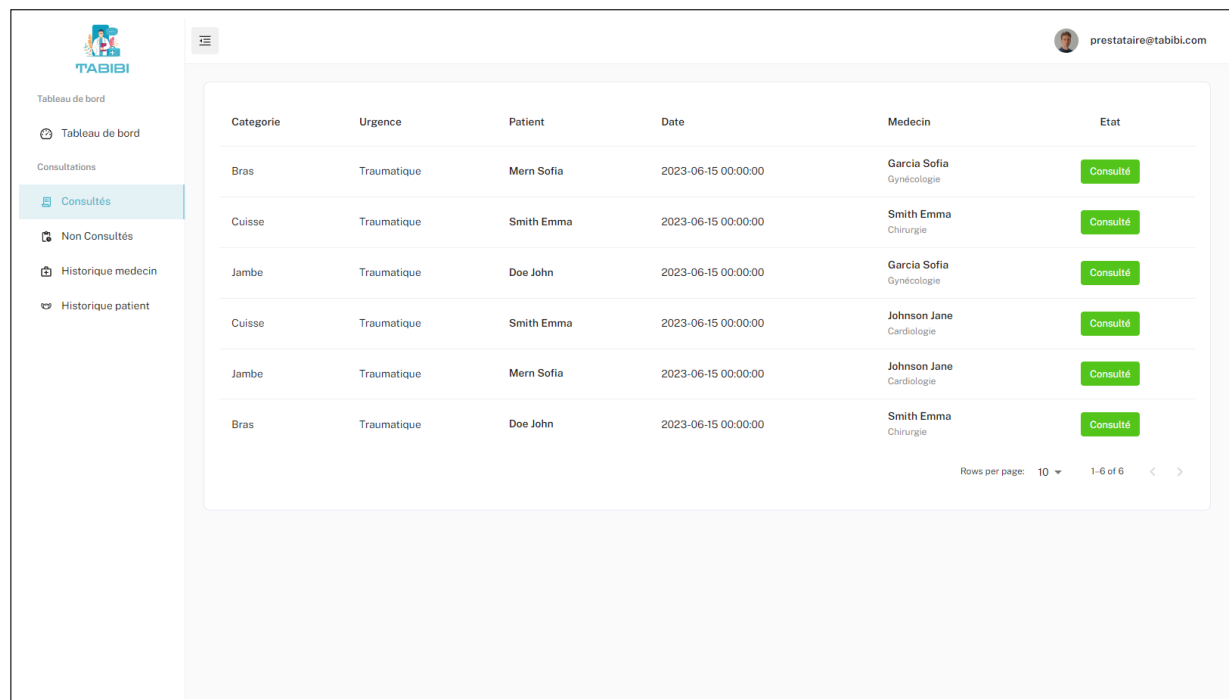 TABIBI
prestataire@tabibi.com
Tableau de bord
Tableau de bord
Consultations
Consultés
Non Consultés
Historique medecin
Historique patient
Categorie Urgence Patient Date Medecin Etat
Bras Traumatique Mern Sofia 2023-06-15 00:00:00 Garcia Sofia Consulté
Gynécologie
Cuisse Traumatique Smith Emma 2023-06-15 00:00:00 Smith Emma Consulté
Chirurgie
Jambe Traumatique Doe John 2023-06-15 00:00:00 Garcia Sofia Consulté
Gynécologie
Cuisse Traumatique Smith Emma 2023-06-15 00:00:00 Johnson Jane Consulté
Cardiologie
Jambe Traumatique Mern Sofia 2023-06-15 00:00:00 Johnson Jane Consulté
Cardiologie
Bras Traumatique Doe John 2023-06-15 00:00:00 Smith Emma Consulté
Chirurgie
Rows per page: 10 1–6 of 6